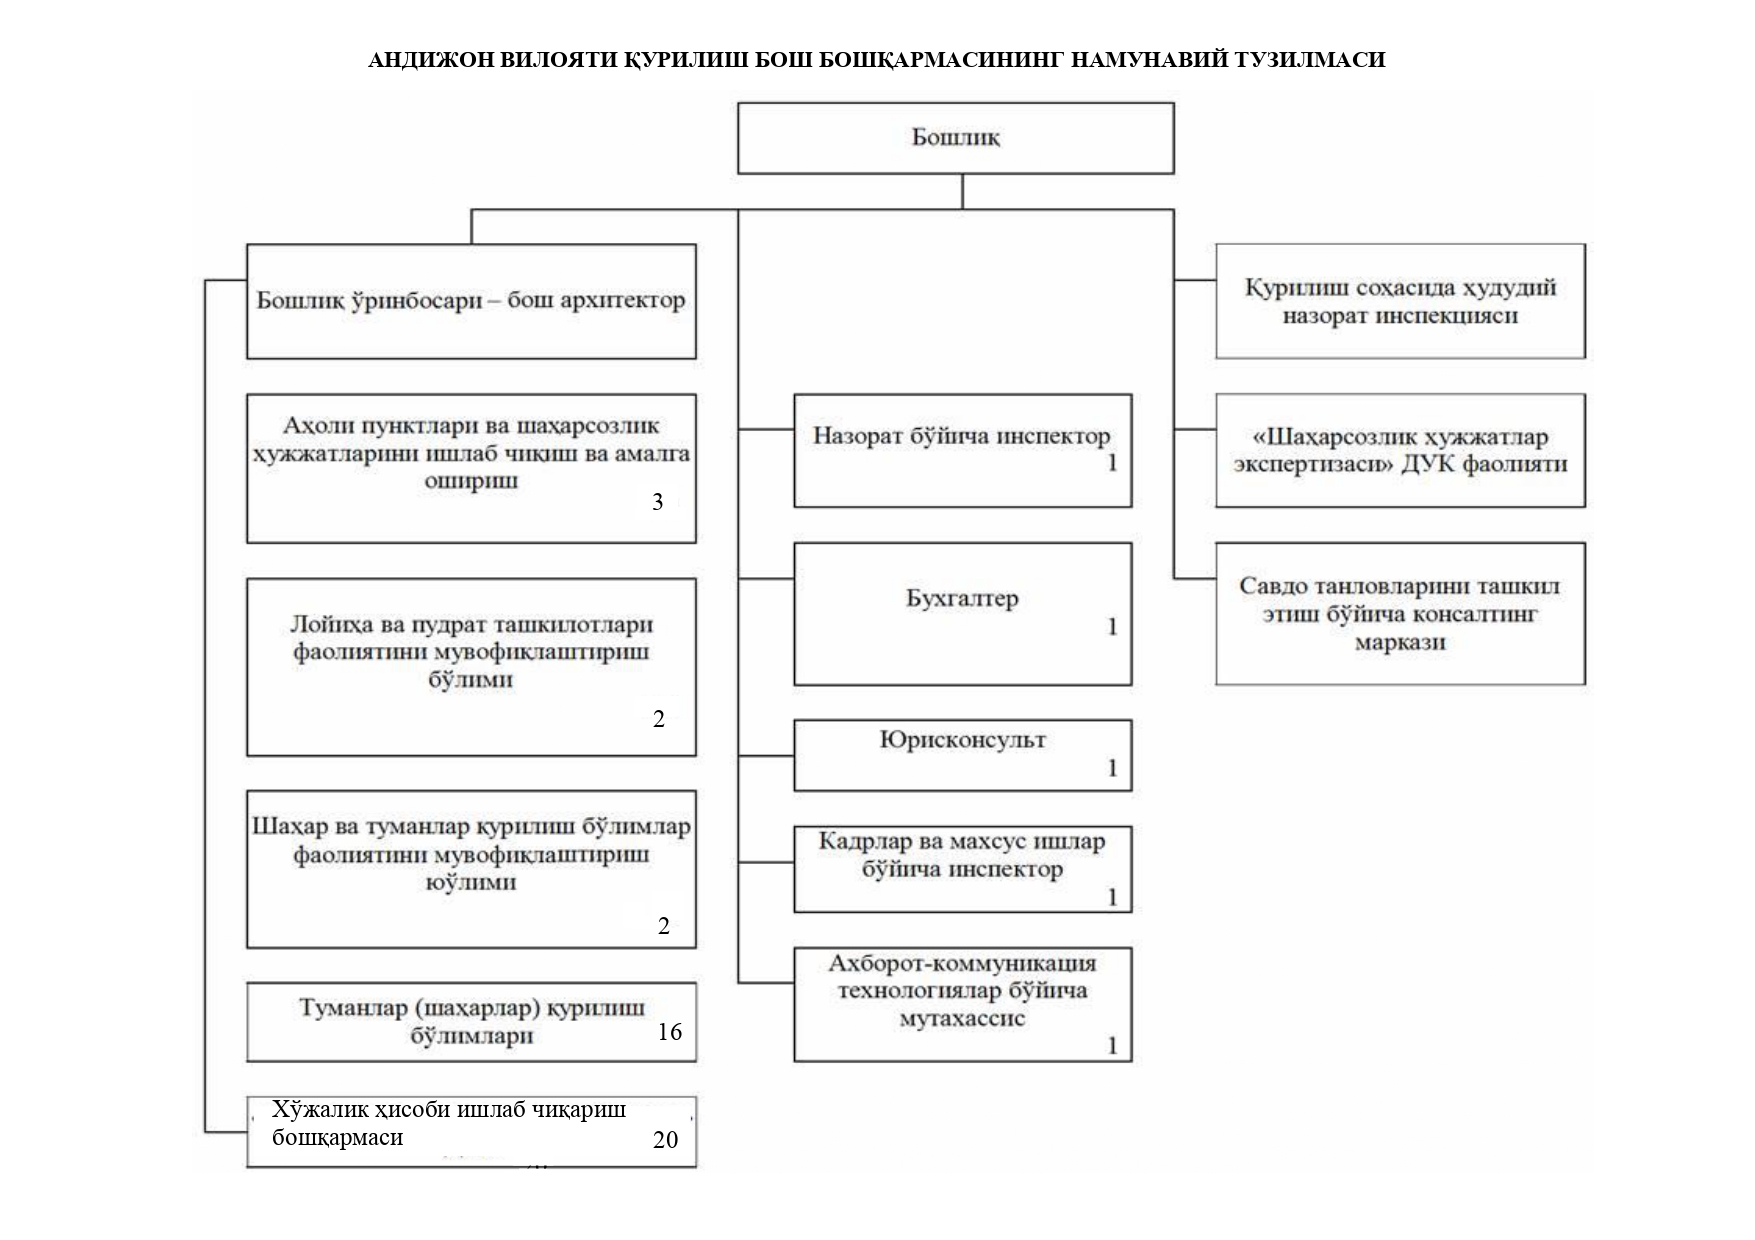 АНДИЖОН ВИЛОЯТИ ҚУРИЛИШ БОШ БОШҚАРМАСИНИНГ НАМУНАВИЙ ТУЗИЛМАСИ
Бошлиқ
Бошлиқ ўринбосари – бош архитектор
Аҳоли пунктлари ва шаҳарсозлик
ҳужжатларини ишлаб чиқиш ва амалга
ошириш
3
Лойиҳа ва пудрат ташкилотлари
фаолиятини мувофиқлаштириш
бўлими
2
Шаҳар ва туманлар қурилиш бўлимлар
фаолиятини мувофиқлаштириш
юўлими
2
Туманлар (шаҳарлар) қурилиш
бўлимлари
16
Хўжалик ҳисоби ишлаб чиқариш
бошқармаси
20
Назорат бўйича инспектор
1
Бухгалтер
1
Юрисконсульт
1
Кадрлар ва махсус ишлар
бўйича инспектор
1
Ахборот-коммуникация
технологиялар бўйича
мутахассис
1
Қурилиш соҳасида ҳудудий
назорат инспекцияси
«Шаҳарсозлик ҳужжатлар
экспертизаси» ДУК фаолияти
Савдо танловларини ташкил
этиш бўйича консалтинг
маркази